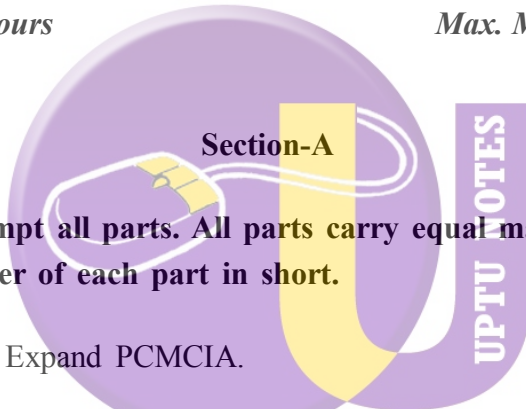 ours Max. M
Section-A
mpt all parts. All parts carry equal ma
er of each part in short.
Expand PCMCIA.
UPTU NOTES